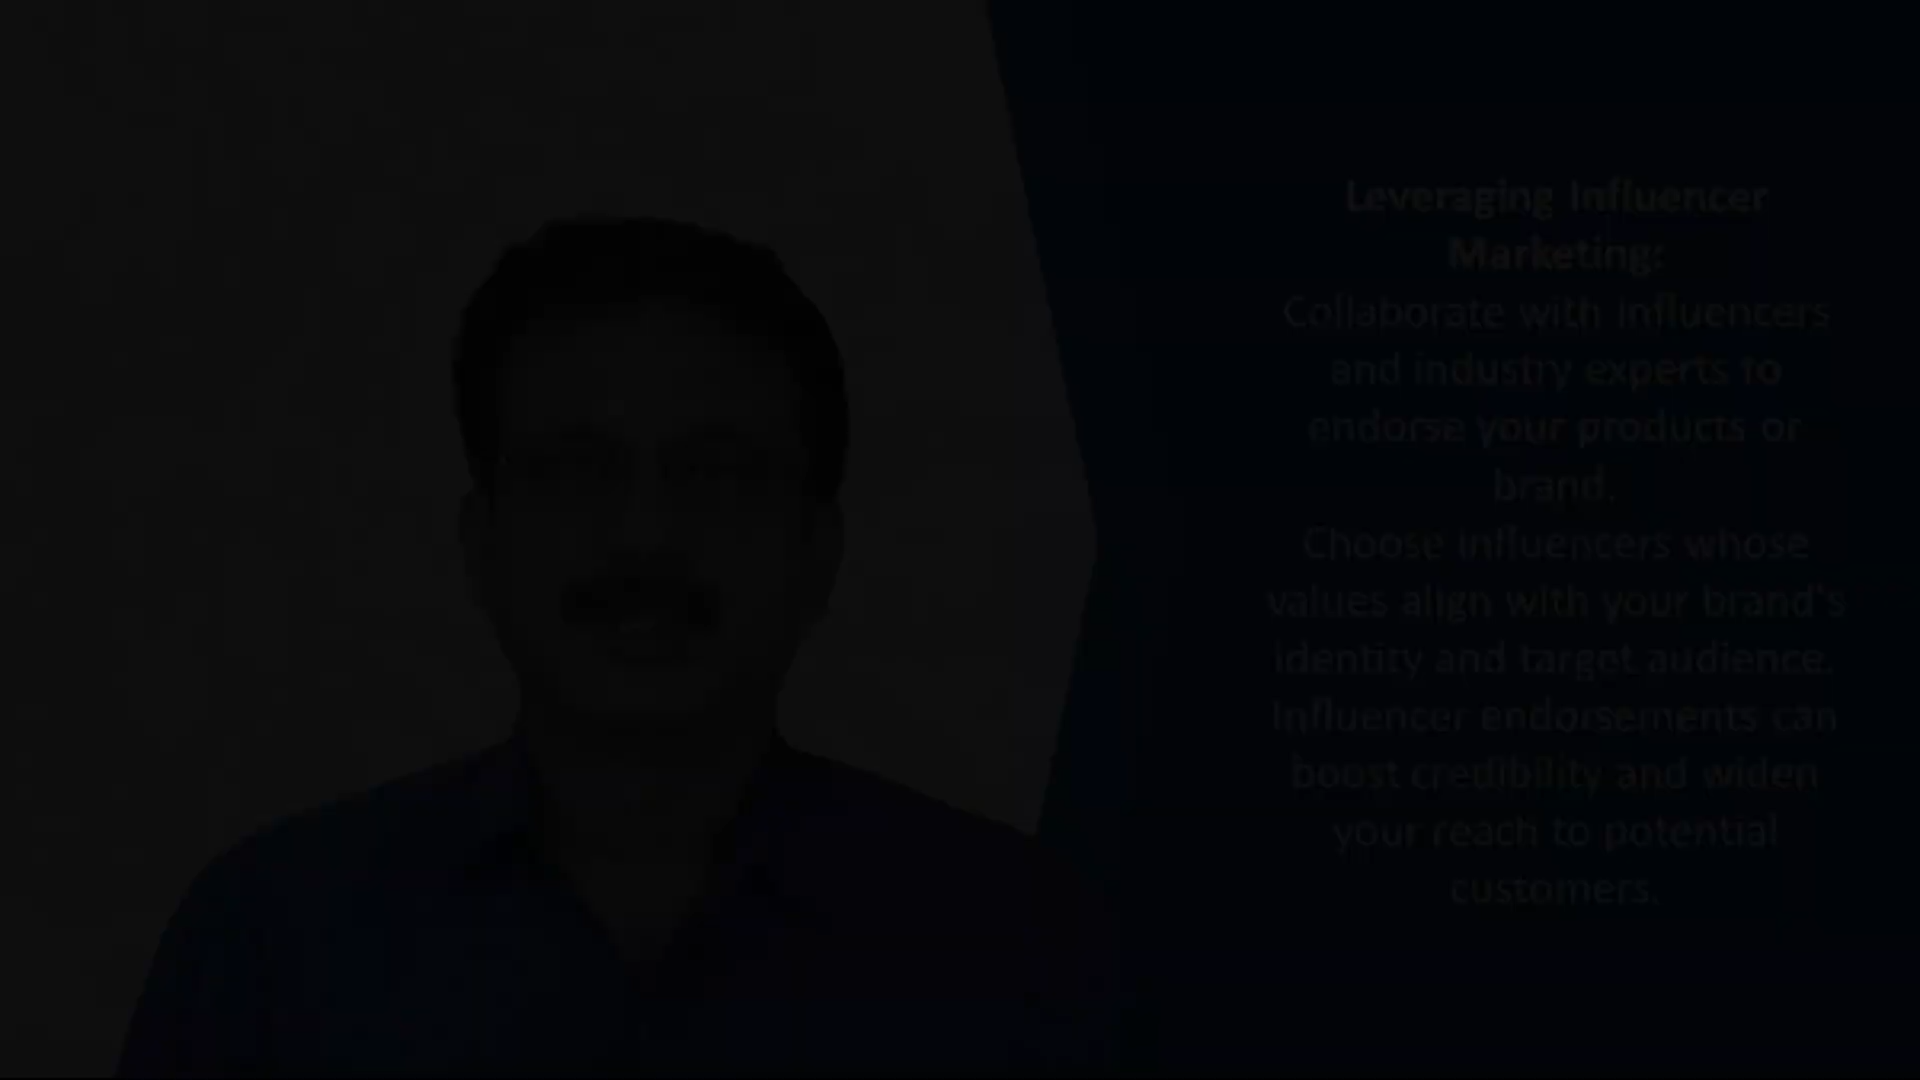 Leveraging Influencer
Marketing:
Collaborate with influencers
and industry experts to
endorse your products or
brand.
Choose influencers whose
values align with your brand's
identity and target audience.
Influencer endorsements can
boost credibility and widen
your reach to potential
customers.